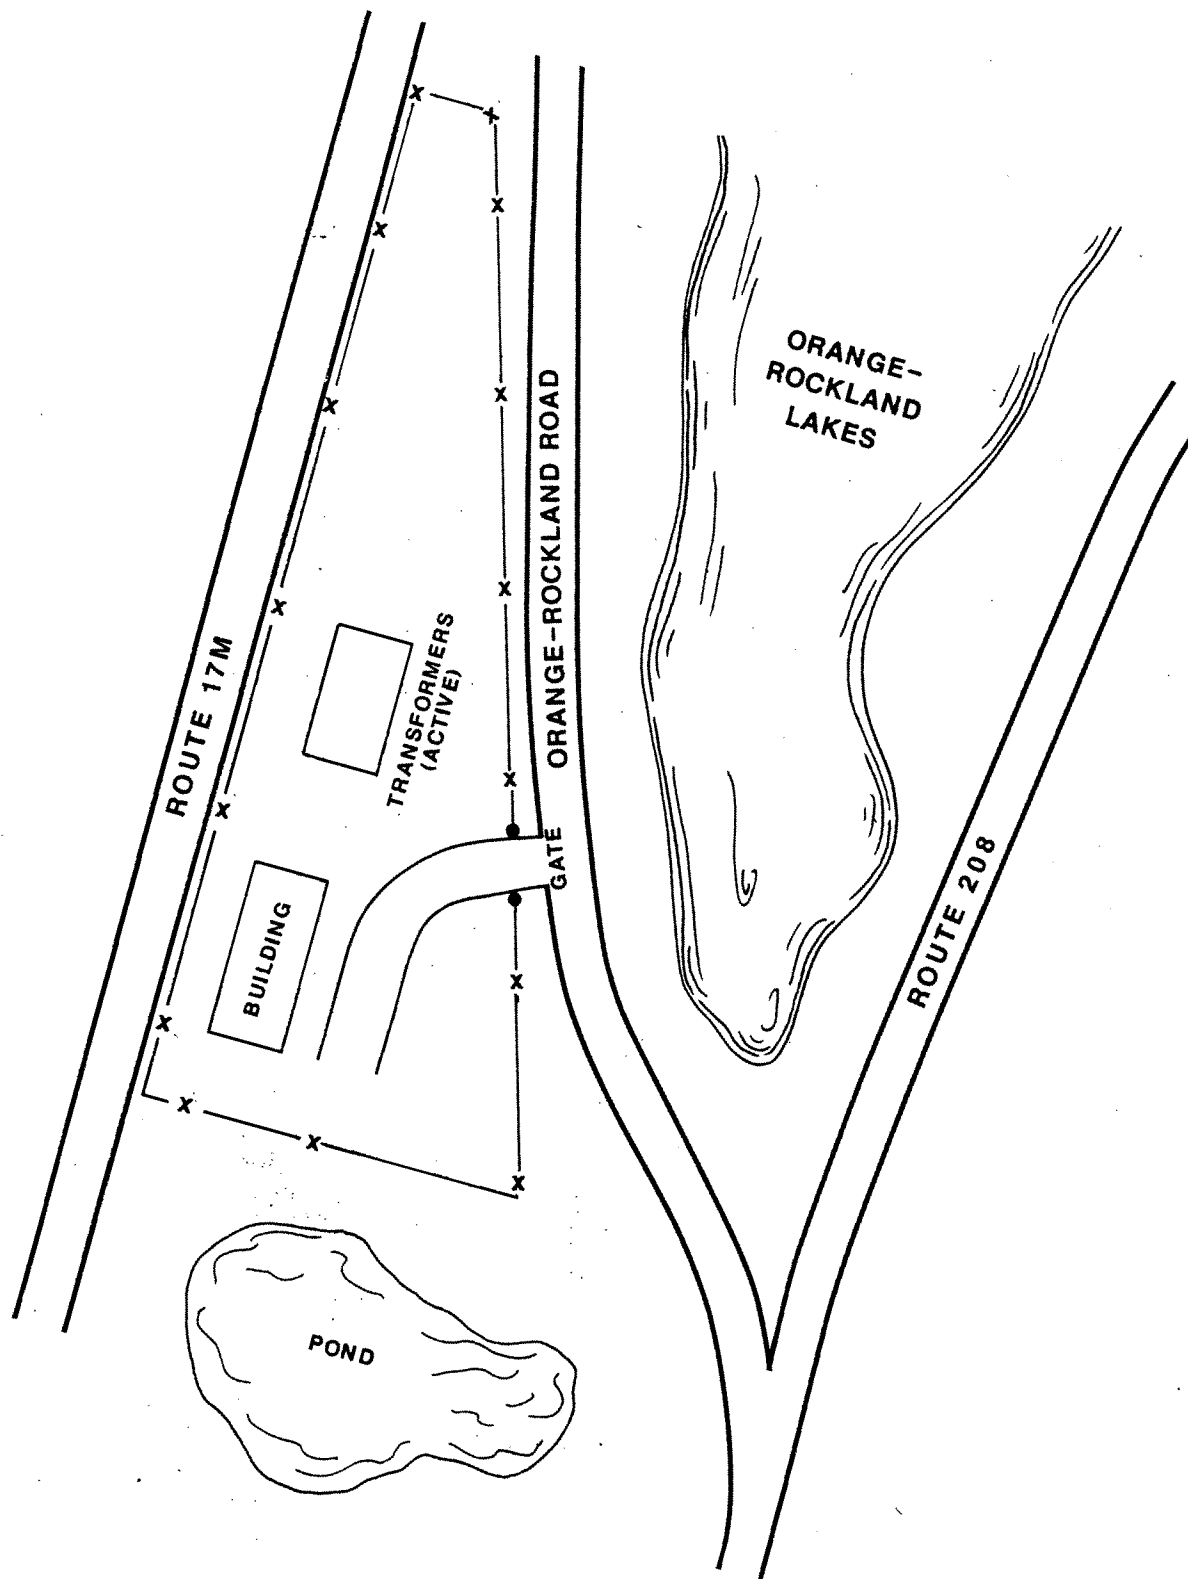 ORANGE-
ROCKLAND
LAKES
ORANGE-ROCKLAND ROAD
ROUTE 17M
TRANSFORMERS
(ACTIVE)
GATE
BUILDING
ROUTE 208
POND